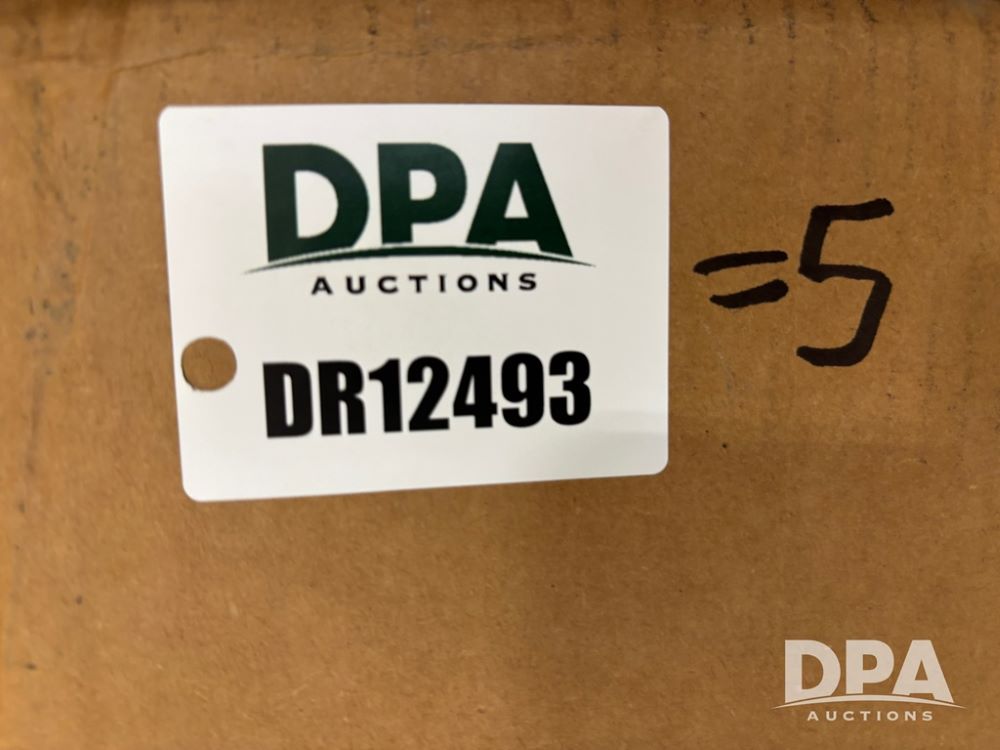 DPA
AUCTIONS
DR12493
=5
DPA
AUCTIONS